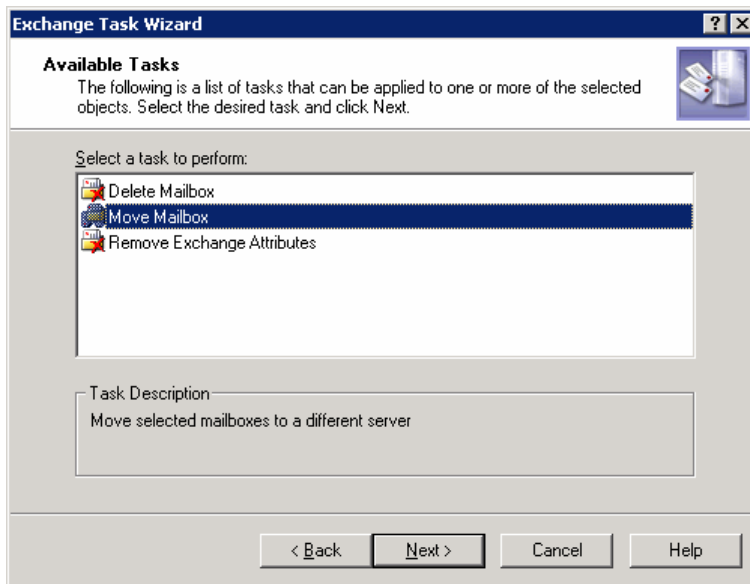 Exchange Task Wizard
Available Tasks
The following is a list of tasks that can be applied to one or more of the selected
objects. Select the desired task and click Next.
Select a task to perform:
Delete Mailbox
Move Mailbox
Remove Exchange Attributes
Task Description
Move selected mailboxes to a different server
< Back Next > Cancel Help